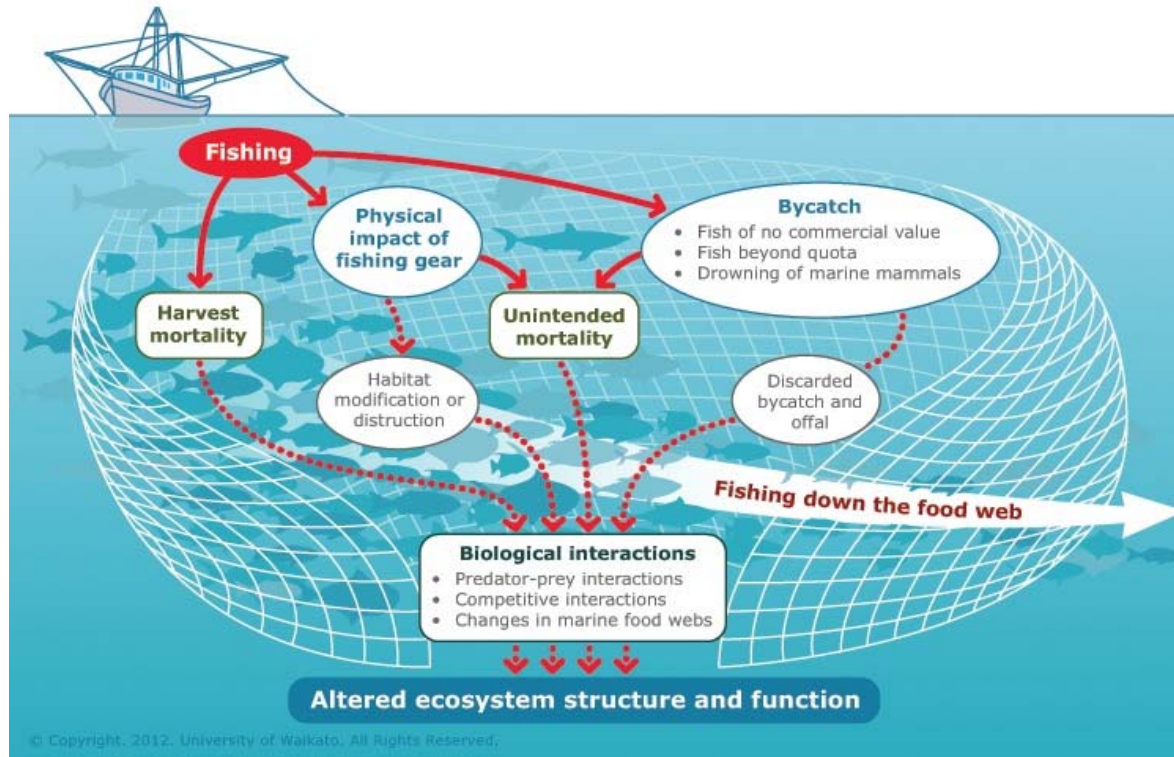 Fishing
Physical
impact of
fishing gear
Bycatch
• Fish of no commercial value
• Fish beyond quota
• Drowning of marine mammals
Harvest
mortality
Unintended
mortality
Habitat
modification or
distruction
Discarded
bycatch and
offal
Fishing down the food web
Biological interactions
• Predator-prey interactions
• Competitive interactions
• Changes in marine food webs
Altered ecosystem structure and function
© Copyright. 2012. University of Waikato. All Rights Reserved.